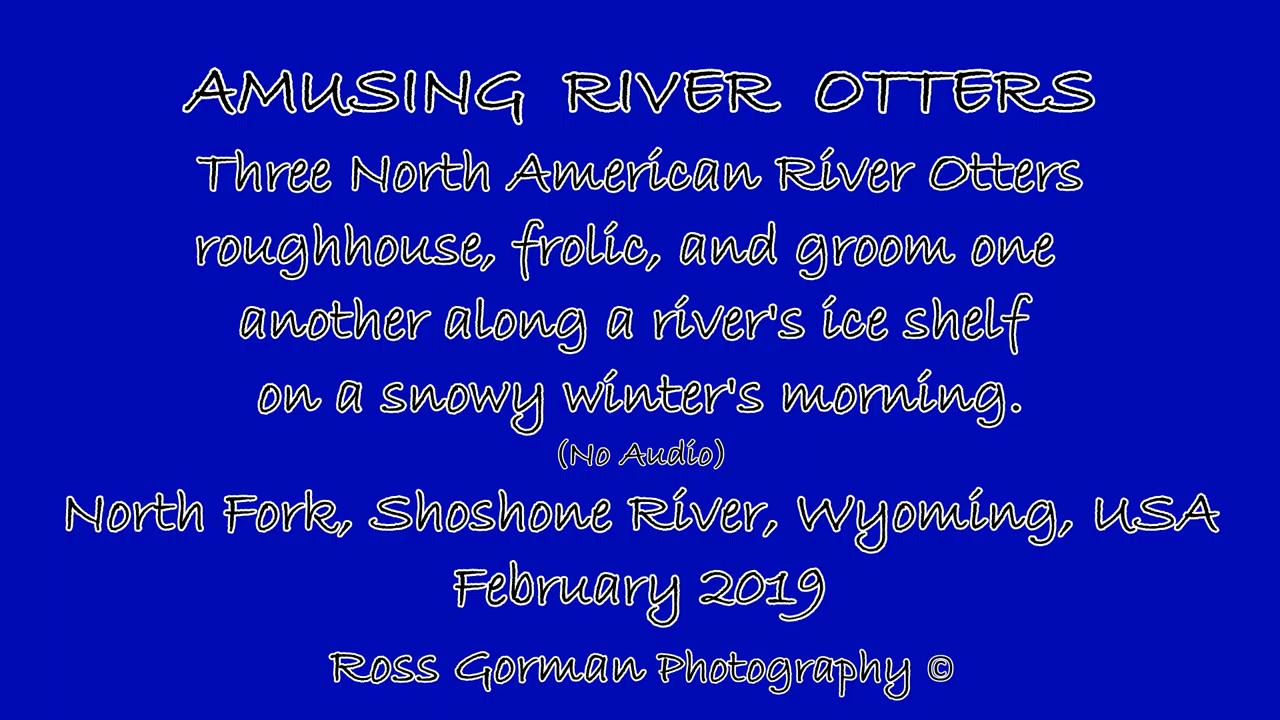 AMUSING RIVER OTTERS
Three North American River Otters
roughhouse, frolic, and groom one
another along a river's ice shelf
on a snowy winter's morning.
(No Audio)
North Fork, Shoshone River, Wyoming, USA
February 2019
Ross Gorman Photography ©